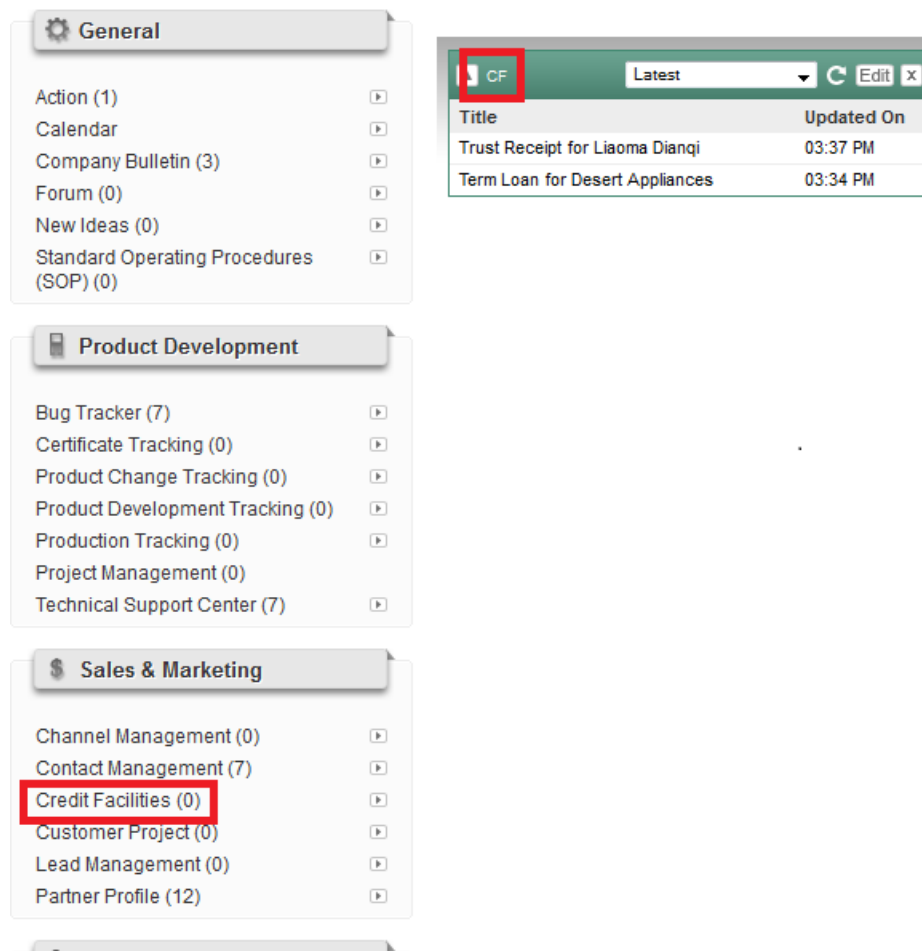 General
Action (1)
Calendar
Company Bulletin (3)
Forum (0)
New Ideas (0)
Standard Operating Procedures
(SOP) (0)
Product Development
Bug Tracker (7)
Certificate Tracking (0)
Product Change Tracking (0)
Product Development Tracking (0)
Production Tracking (0)
Project Management (0)
Technical Support Center (7)
Sales & Marketing
Channel Management (0)
Contact Management (7)
Credit Facilities (0)
Customer Project (0)
Lead Management (0)
Partner Profile (12)
CF Latest Edit x
Title Updated On
Trust Receipt for Liaoma Dianqi 03:37 PM
Term Loan for Desert Appliances 03:34 PM